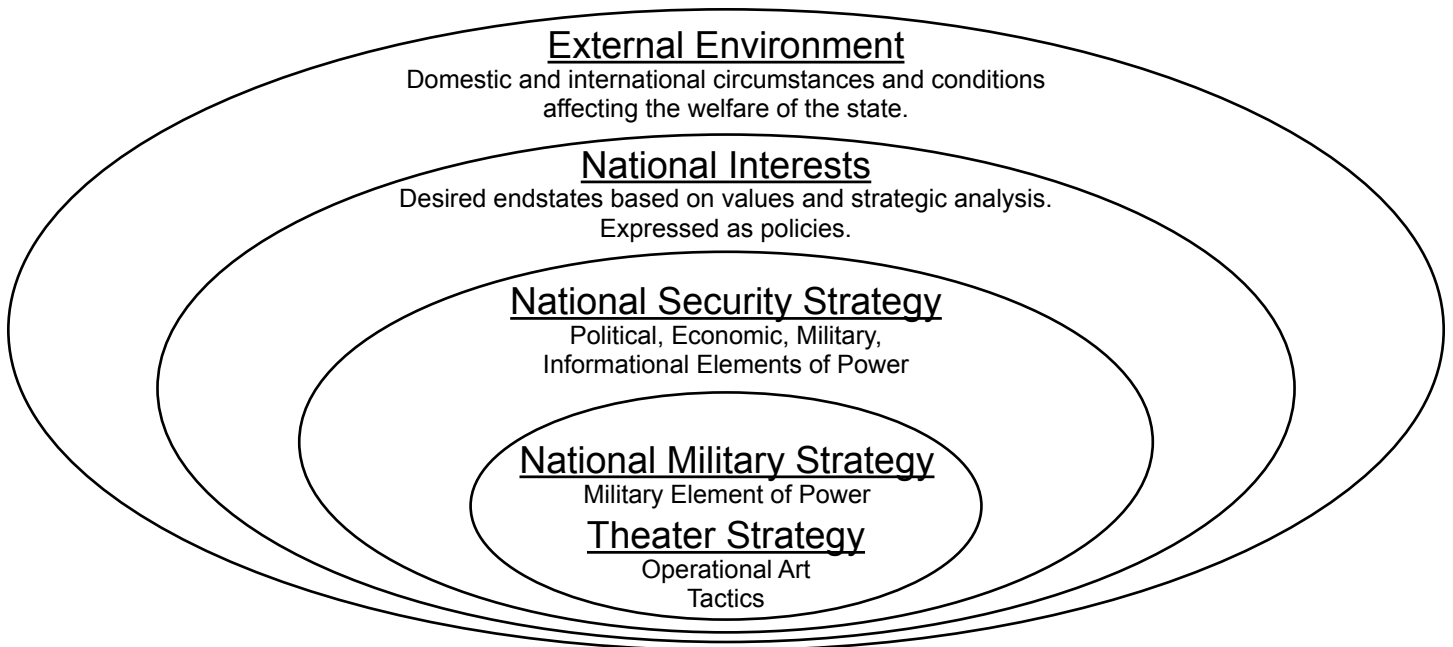 External Environment
Domestic and international circumstances and conditions
affecting the welfare of the state.
National Interests
Desired endstates based on values and strategic analysis.
Expressed as policies.
National Security Strategy
Political, Economic, Military,
Informational Elements of Power
National Military Strategy
Military Element of Power
Theater Strategy
Operational Art
Tactics